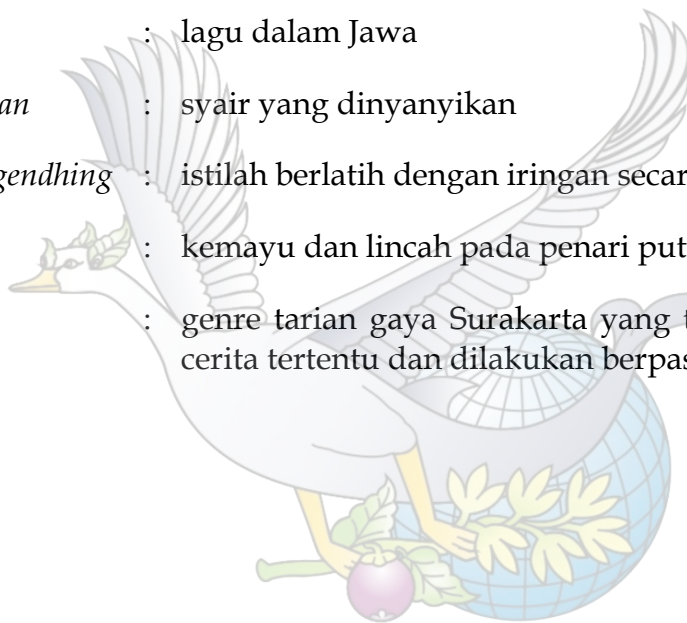 : lagu dalam Jawa
an : syair yang dinyanyikan
gendhing : istilah berlatih dengan iringan secar
: kemayu dan lincah pada penari put
: genre tarian gaya Surakarta yang t
cerita tertentu dan dilakukan berpas